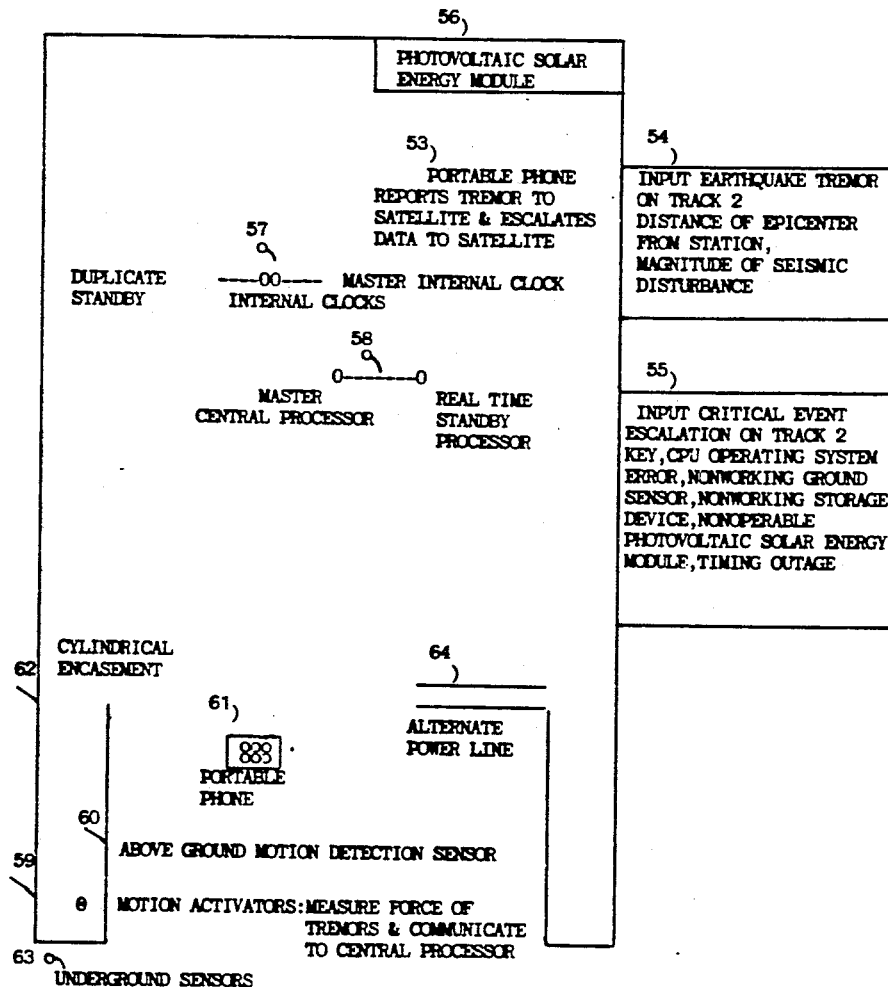 56
PHOTOVOLTAIC SOLAR
ENERGY MODULE
53
PORTABLE PHONE
REPORTS TREMOR TO
SATELLITE & ESCALATES
DATA TO SATELLITE
54
INPUT EARTHQUAKE TREMOR
ON TRACK 2
DISTANCE OF EPICENTER
FROM STATION,
MAGNITUDE OF SEISMIC
DISTURBANCE
57
DUPLICATE
STANDBY
-----OO----- MASTER INTERNAL CLOCK
INTERNAL CLOCKS
58
O--------O
MASTER
CENTRAL PROCESSOR
REAL TIME
STANDBY
PROCESSOR
55
INPUT CRITICAL EVENT
ESCALATION ON TRACK 2
KEY,CPU OPERATING SYSTEM
ERROR,NONWORKING GROUND
SENSOR,NONWORKING STORAGE
DEVICE,NONOPERABLE
PHOTOVOLTAIC SOLAR ENERGY
MODULE,TIMING OUTAGE
CYLINDRICAL
ENCASEMENT
62
64
ALTERNATE
POWER LINE
61
PORTABLE
PHONE
60
ABOVE GROUND MOTION DETECTION SENSOR
59
θ MOTION ACTIVATORS:MEASURE FORCE OF
TREMORS & COMMUNICATE
TO CENTRAL PROCESSOR
63
UNDERGROUND SENSORS